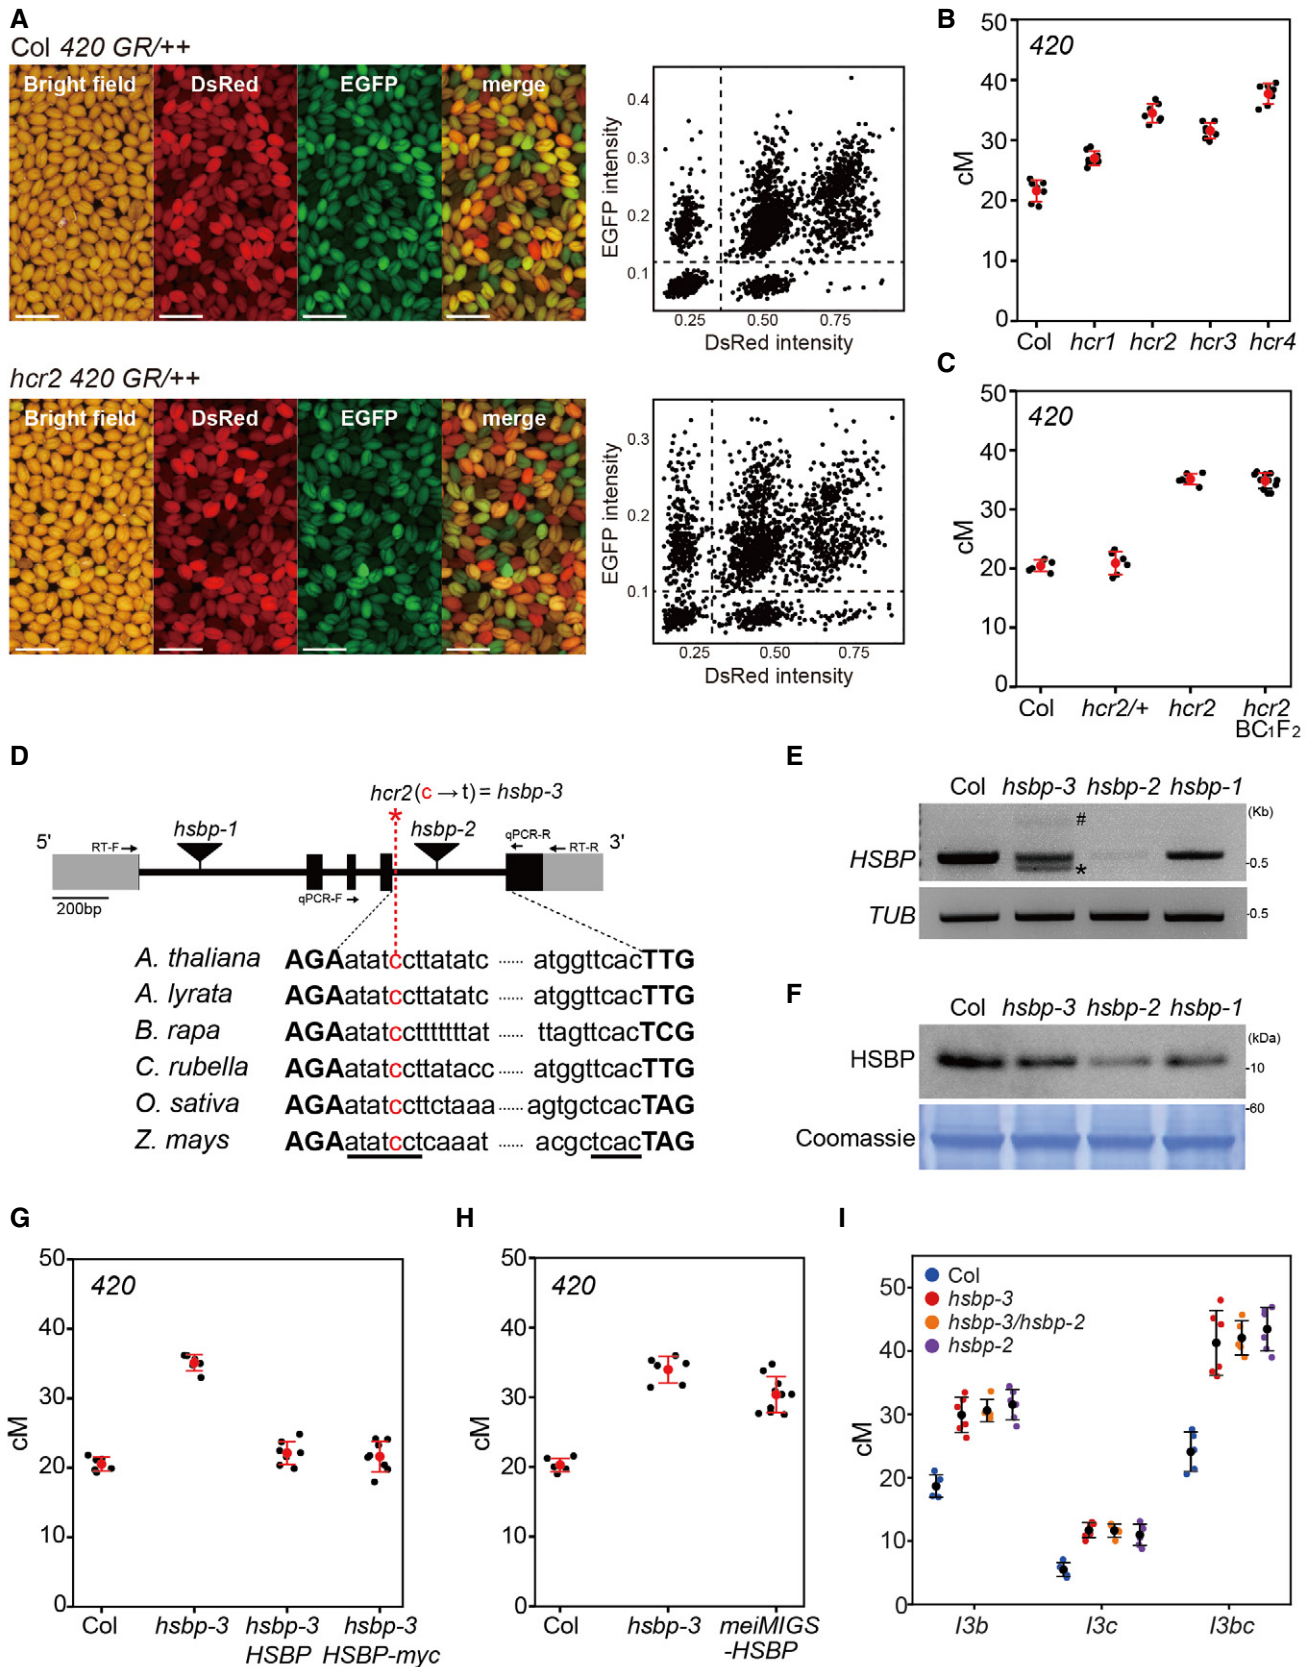 A
Col 420 GR/++
Bright field
DsRed
EGFP
merge
EGFP intensity
0.4
0.3
0.2
0.1
0.25
0.50
0.75
DsRed intensity
hcr2 420 GR/++
Bright field
DsRed
EGFP
merge
EGFP intensity
0.3
0.2
0.1
0.25
0.50
0.75
DsRed intensity
B
420
cM
50
40
30
20
10
0
Col
hcr1
hcr2
hcr3
hcr4
C
420
cM
50
40
30
20
10
0
Col
hcr2/+
hcr2
hcr2
BC1F2
D
hcr2(c→t) = hsbp-3
*
hsbp-1
hsbp-2
5'
3'
RT-F
qPCR-F
qPCR-R
RT-R
200bp
A. thaliana AGAatatccttatatc ...... atggttcacTTG
A. lyrata AGAatatccttatatc ...... atggttcacTTG
B. rapa AGAatatcctttttttat ...... ttagttcacTCG
C. rubella AGAatatccttatacc ...... atggttcacTTG
O. sativa AGAatatccttctaaa ...... agtgctcacTAG
Z. mays AGAatatcctcaaat ...... acgctcacTAG
E
Col hsbp-3 hsbp-2 hsbp-1
(Kb)
#
HSBP
*
-0.5
TUB
-0.5
F
Col hsbp-3 hsbp-2 hsbp-1
(kDa)
HSBP
-10
-60
Coomassie
G
420
cM
50
40
30
20
10
0
Col
hsbp-3
hsbp-3
HSBP
hsbp-3
HSBP-myc
H
420
cM
50
40
30
20
10
0
Col
hsbp-3
meiMIGS
-HSBP
I
Col
hsbp-3
hsbp-3/hsbp-2
hsbp-2
cM
50
40
30
20
10
0
I3b
I3c
I3bc